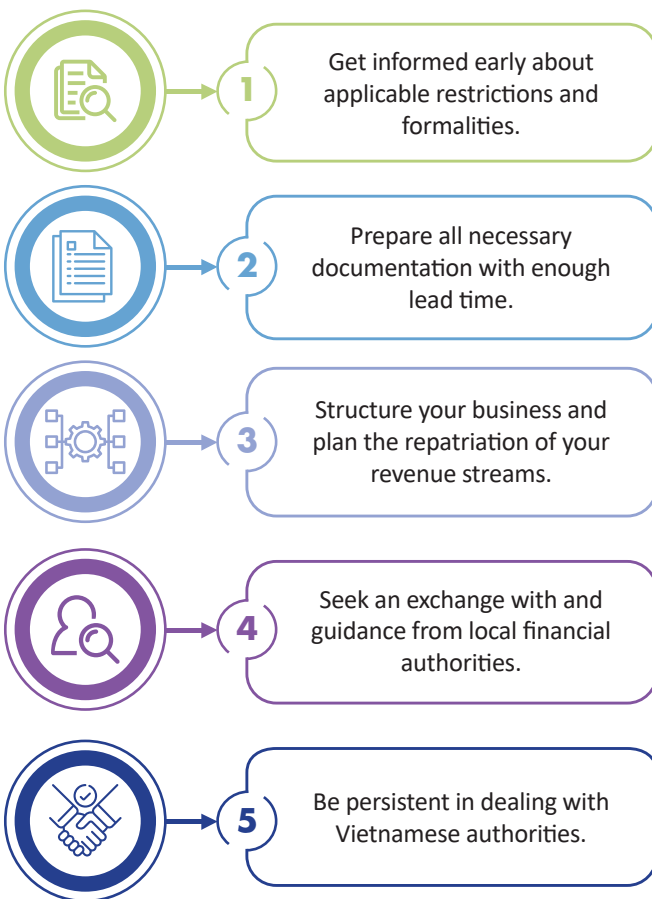 1
Get informed early about
applicable restrictions and
formalities.
2
Prepare all necessary
documentation with enough
lead time.
3
Structure your business and
plan the repatriation of your
revenue streams.
4
Seek an exchange with and
guidance from local financial
authorities.
5
Be persistent in dealing with
Vietnamese authorities.